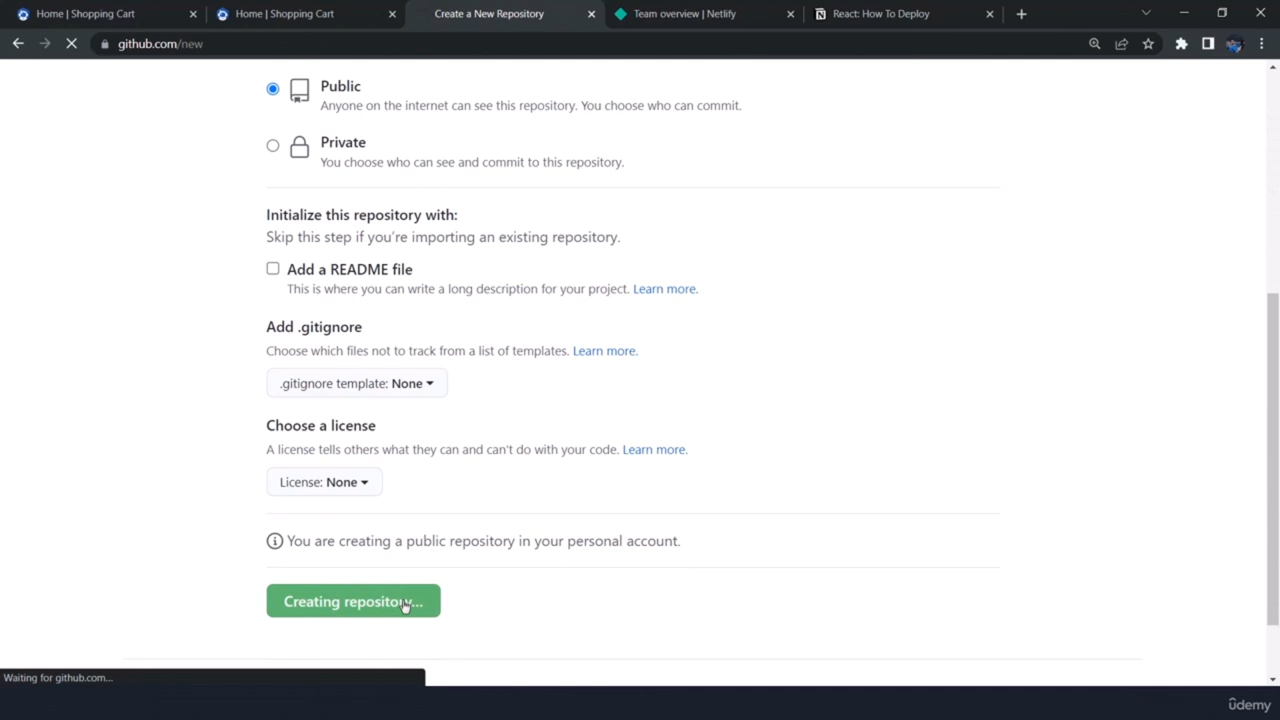 Home | Shopping Cart
Home | Shopping Cart
Create a New Repository
Team overview | Netlify
React: How To Deploy
github.com/new
Public
Anyone on the internet can see this repository. You choose who can commit.
Private
You choose who can see and commit to this repository.
Initialize this repository with:
Skip this step if you're importing an existing repository.
Add a README file
This is where you can write a long description for your project. Learn more.
Add .gitignore
Choose which files not to track from a list of templates. Learn more.
.gitignore template: None
Choose a license
A license tells others what they can and can't do with your code. Learn more.
License: None
You are creating a public repository in your personal account.
Creating repository...
Waiting for github.com...
ûdemy